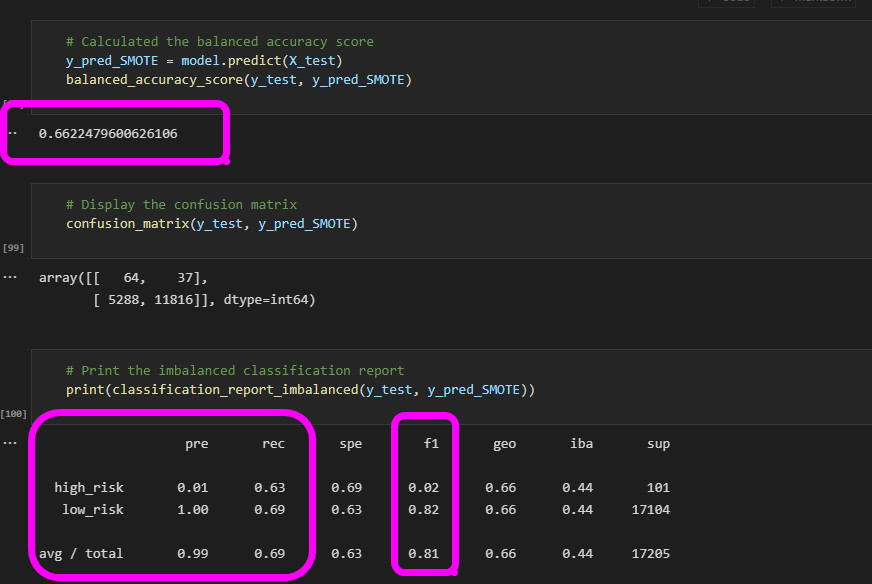 # Calculated the balanced accuracy score
y_pred_SMOTE = model.predict(X_test)
balanced_accuracy_score(y_test, y_pred_SMOTE)
0.6622479600626106
# Display the confusion matrix
confusion_matrix(y_test, y_pred_SMOTE)
[99]
... array([[   64,    37],
       [ 5288, 11816]], dtype=int64)
# Print the imbalanced classification report
print(classification_report_imbalanced(y_test, y_pred_SMOTE))
[100]
... pre rec spe f1 geo iba sup
high_risk 0.01 0.63 0.69 0.02 0.66 0.44 101
low_risk 1.00 0.69 0.63 0.82 0.66 0.44 17104
avg / total 0.99 0.69 0.63 0.81 0.66 0.44 17205